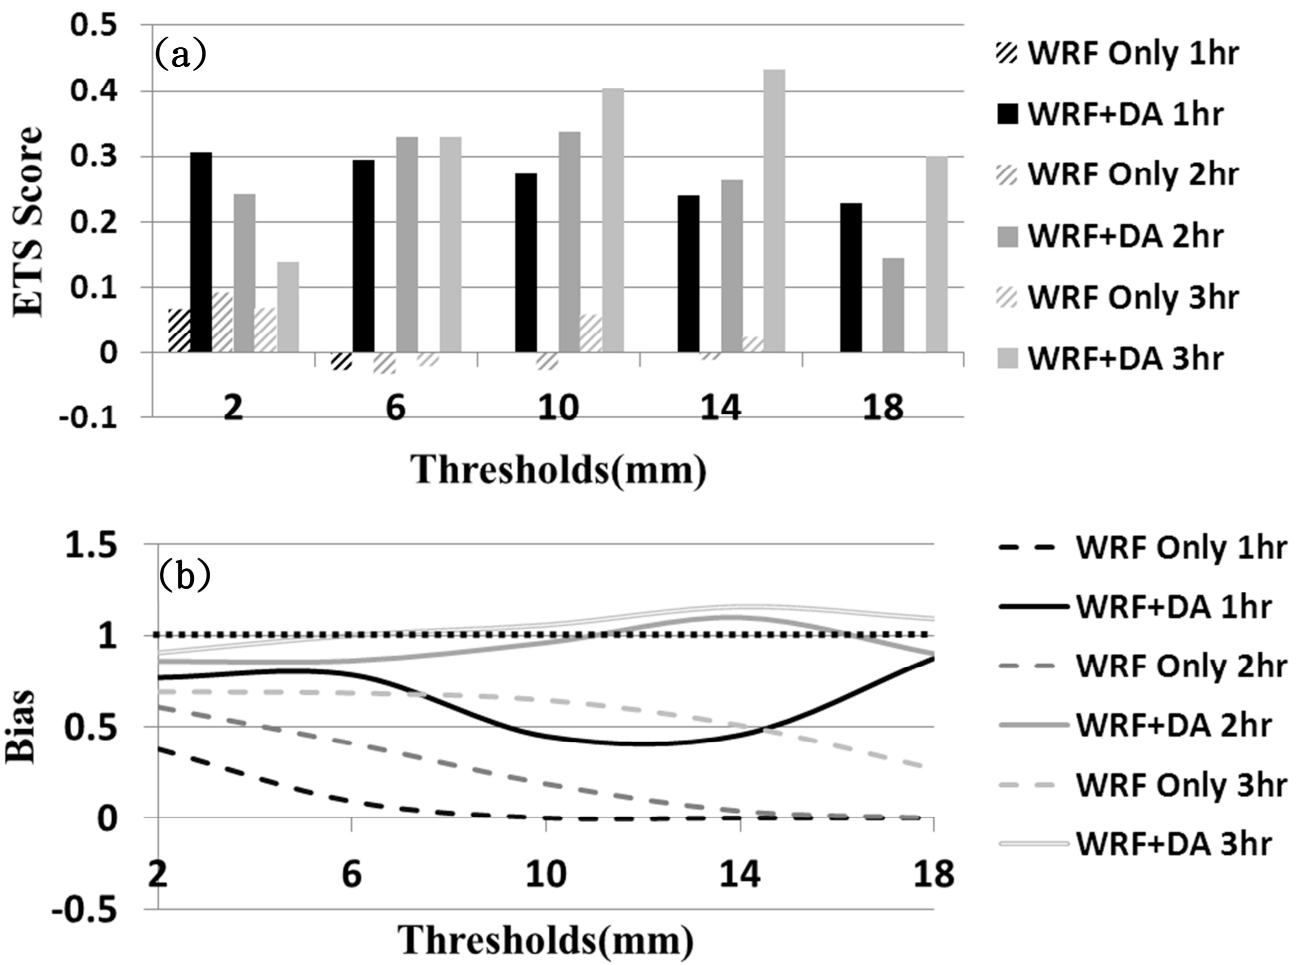 (a)
0.5
0.4
0.3
0.2
0.1
0
-0.1
ETS Score
2 6 10 14 18
Thresholds(mm)
WRF Only 1hr
WRF+DA 1hr
WRF Only 2hr
WRF+DA 2hr
WRF Only 3hr
WRF+DA 3hr
(b)
1.5
1
0.5
0
-0.5
Bias
2 6 10 14 18
Thresholds(mm)
WRF Only 1hr
WRF+DA 1hr
WRF Only 2hr
WRF+DA 2hr
WRF Only 3hr
WRF+DA 3hr